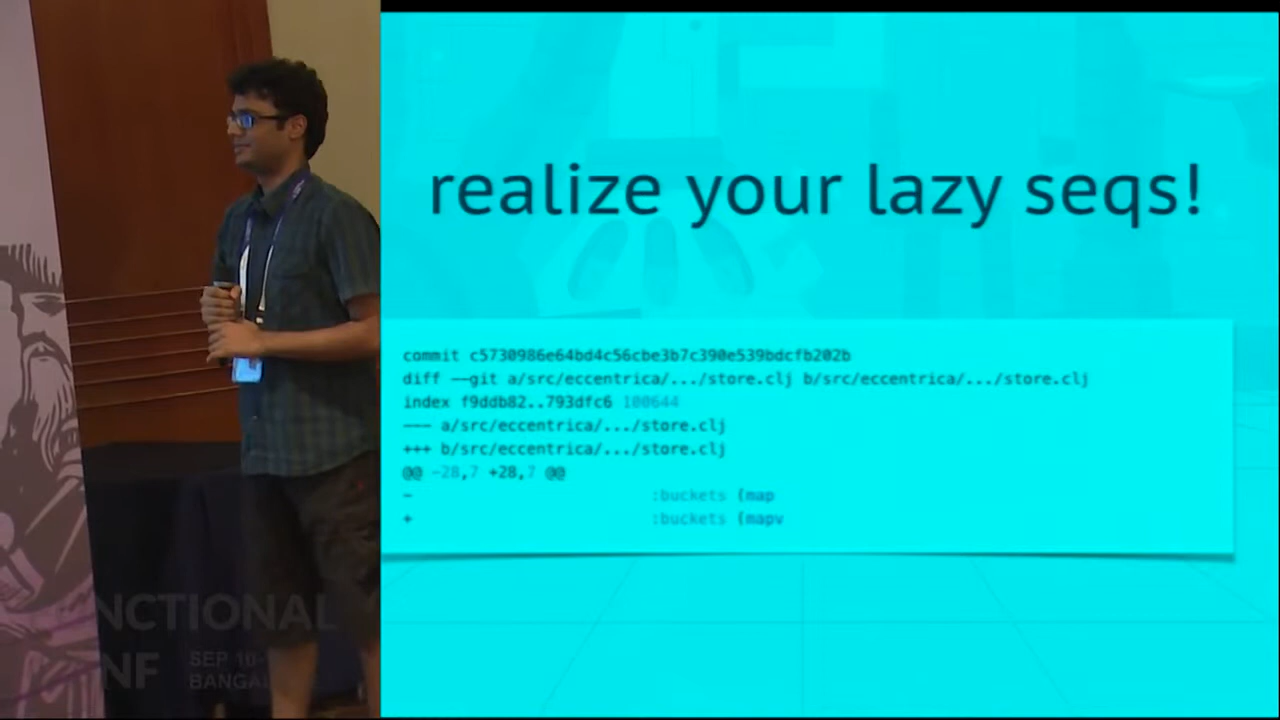 realize your lazy seqs!
commit c5730986e64bd4c56cbe3b7c390e539bdcfb202b
diff --git a/src/eccentrica/.../store.clj b/src/eccentrica/.../store.clj
index f9ddb82..793dfc6 100644
--- a/src/eccentrica/.../store.clj
+++ b/src/eccentrica/.../store.clj
@@ -28,7 +28,7 @@
- :buckets (map
+ :buckets (mapv
NCTIONAL
NF
SEP 10-
BANGAL